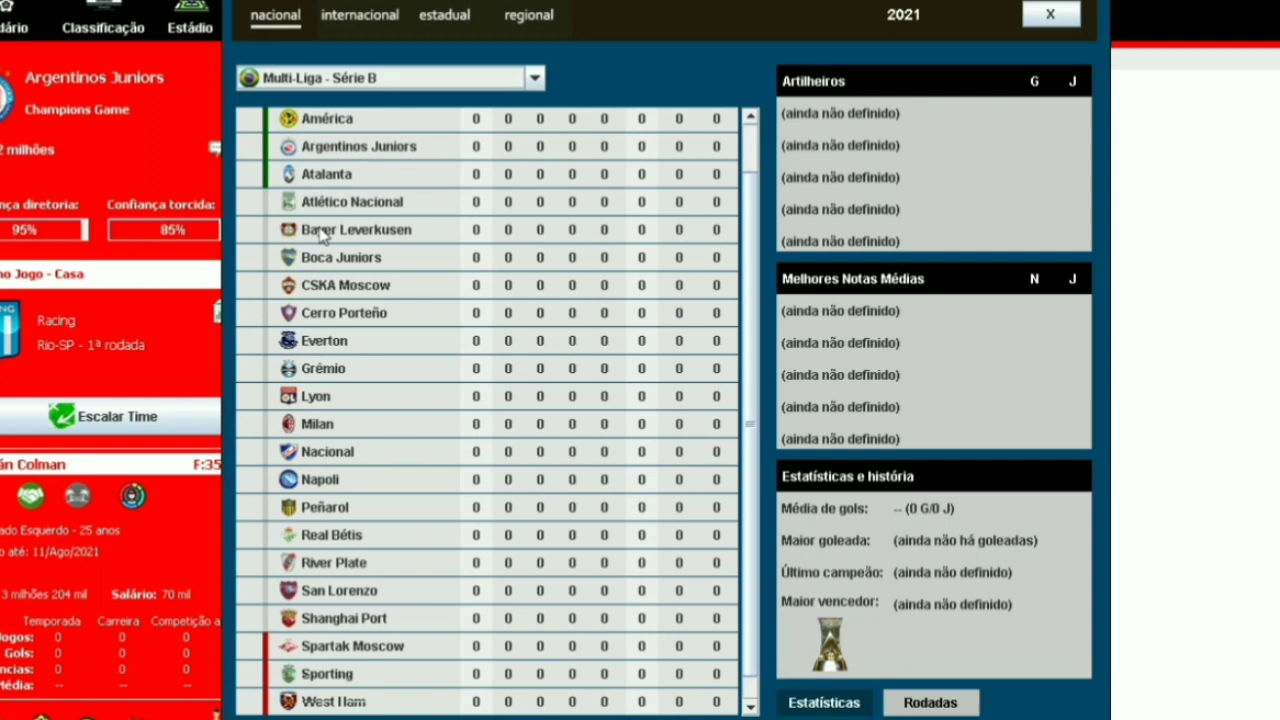 nacional internacional estadual regional 2021 X
dário Classificação Estádio
Argentinos Juniors
Champions Game
2 milhões
nça diretoria: Confiança torcida:
95% 85%
mo Jogo - Casa
NG
Racing
Rio-SP - 1ª rodada
Escalar Time
án Colman F:35
ado Esquerdo - 25 anos
o até: 11/Ago/2021
3 milhões 204 mil Salário: 70 mil
Temporada Carreira Competição a
Jogos: 0 0 0
Gols: 0 0 0
ncias: 0 0 0
Média: -- -- --
Multi-Liga - Série B
América 0 0 0 0 0 0 0 0
Argentinos Juniors 0 0 0 0 0 0 0 0
Atalanta 0 0 0 0 0 0 0 0
Atlético Nacional 0 0 0 0 0 0 0 0
Bayer Leverkusen 0 0 0 0 0 0 0 0
Boca Juniors 0 0 0 0 0 0 0 0
CSKA Moscow 0 0 0 0 0 0 0 0
Cerro Porteño 0 0 0 0 0 0 0 0
Everton 0 0 0 0 0 0 0 0
Grêmio 0 0 0 0 0 0 0 0
Lyon 0 0 0 0 0 0 0 0
Milan 0 0 0 0 0 0 0 0
Nacional 0 0 0 0 0 0 0 0
Napoli 0 0 0 0 0 0 0 0
Peñarol 0 0 0 0 0 0 0 0
Real Bétis 0 0 0 0 0 0 0 0
River Plate 0 0 0 0 0 0 0 0
San Lorenzo 0 0 0 0 0 0 0 0
Shanghai Port 0 0 0 0 0 0 0 0
Spartak Moscow 0 0 0 0 0 0 0 0
Sporting 0 0 0 0 0 0 0 0
West Ham 0 0 0 0 0 0 0 0
Artilheiros G J
(ainda não definido)
(ainda não definido)
(ainda não definido)
(ainda não definido)
(ainda não definido)
Melhores Notas Médias N J
(ainda não definido)
(ainda não definido)
(ainda não definido)
(ainda não definido)
(ainda não definido)
Estatísticas e história
Média de gols: -- (0 G/0 J)
Maior goleada: (ainda não há goleadas)
Último campeão: (ainda não definido)
Maior vencedor: (ainda não definido)
Estatísticas Rodadas